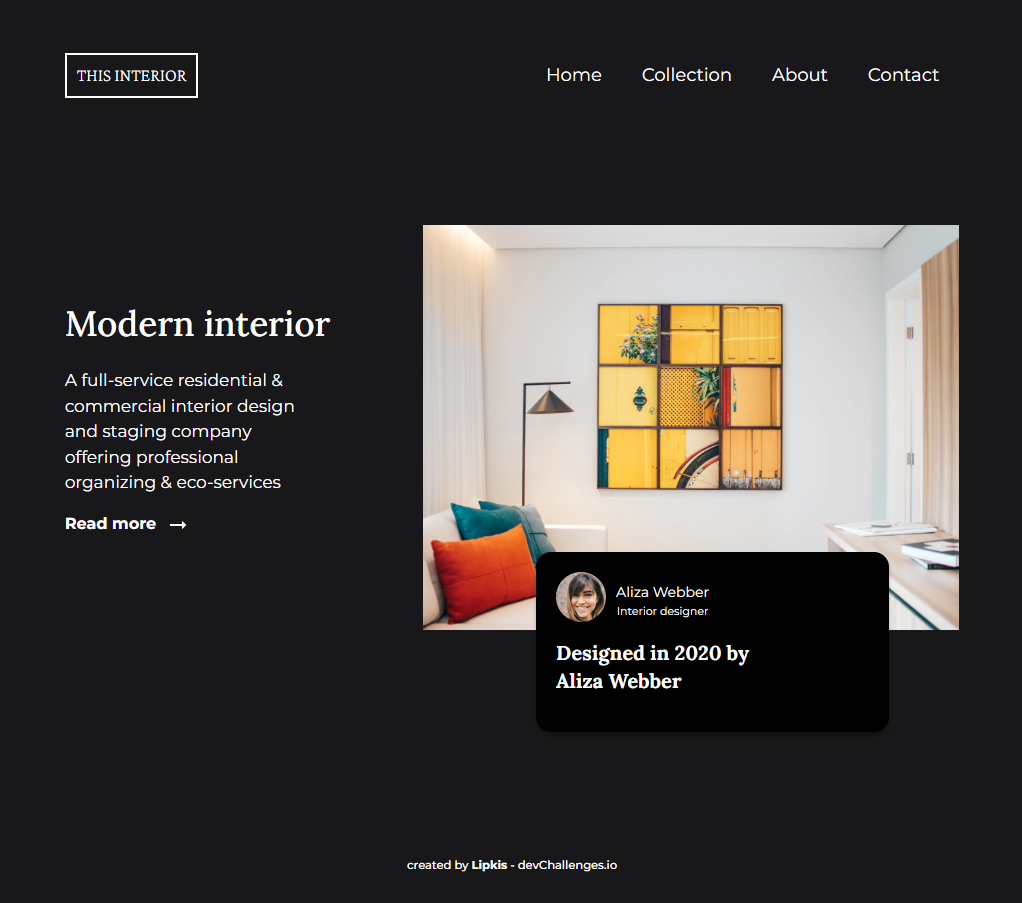 THIS INTERIOR
Home Collection About Contact
Modern interior
A full-service residential &
commercial interior design
and staging company
offering professional
organizing & eco-services
Read more →
Aliza Webber
Interior designer
Designed in 2020 by
Aliza Webber
created by Lipkis - devChallenges.io